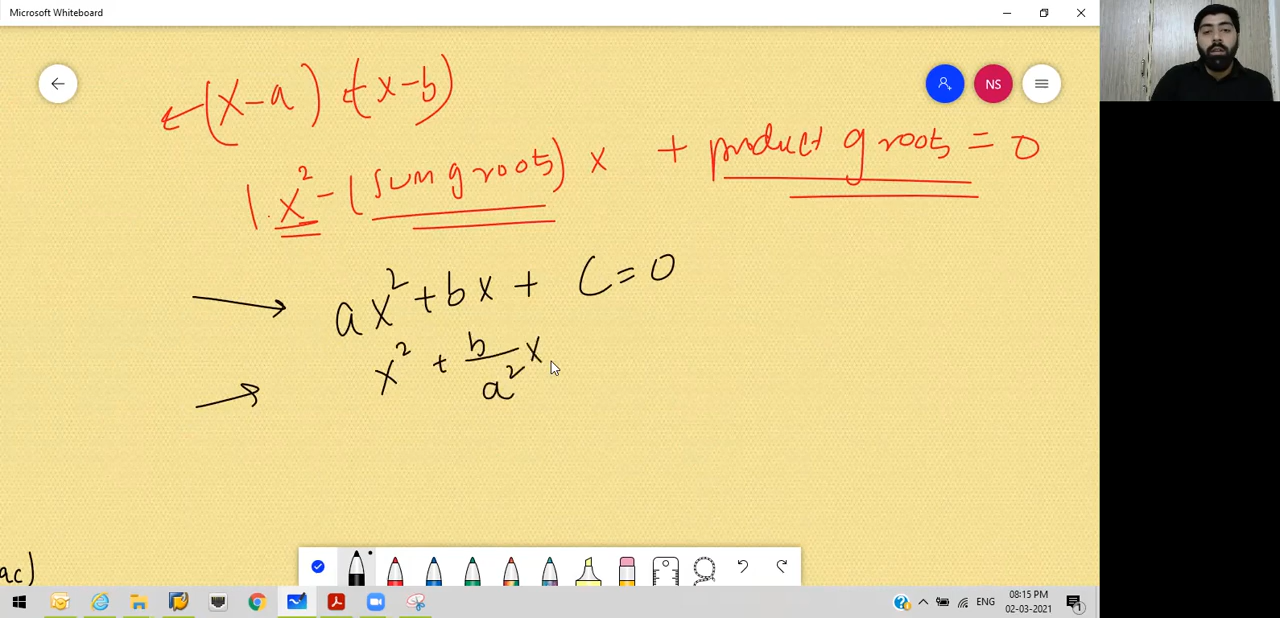 Microsoft Whiteboard
(x-a) (x-b)
NS
1. x² - (sum of roots) x + product of roots = 0
ax² + bx + c = 0
x² + b/a² x
ac)
ENG
08:15 PM
02-03-2021
1